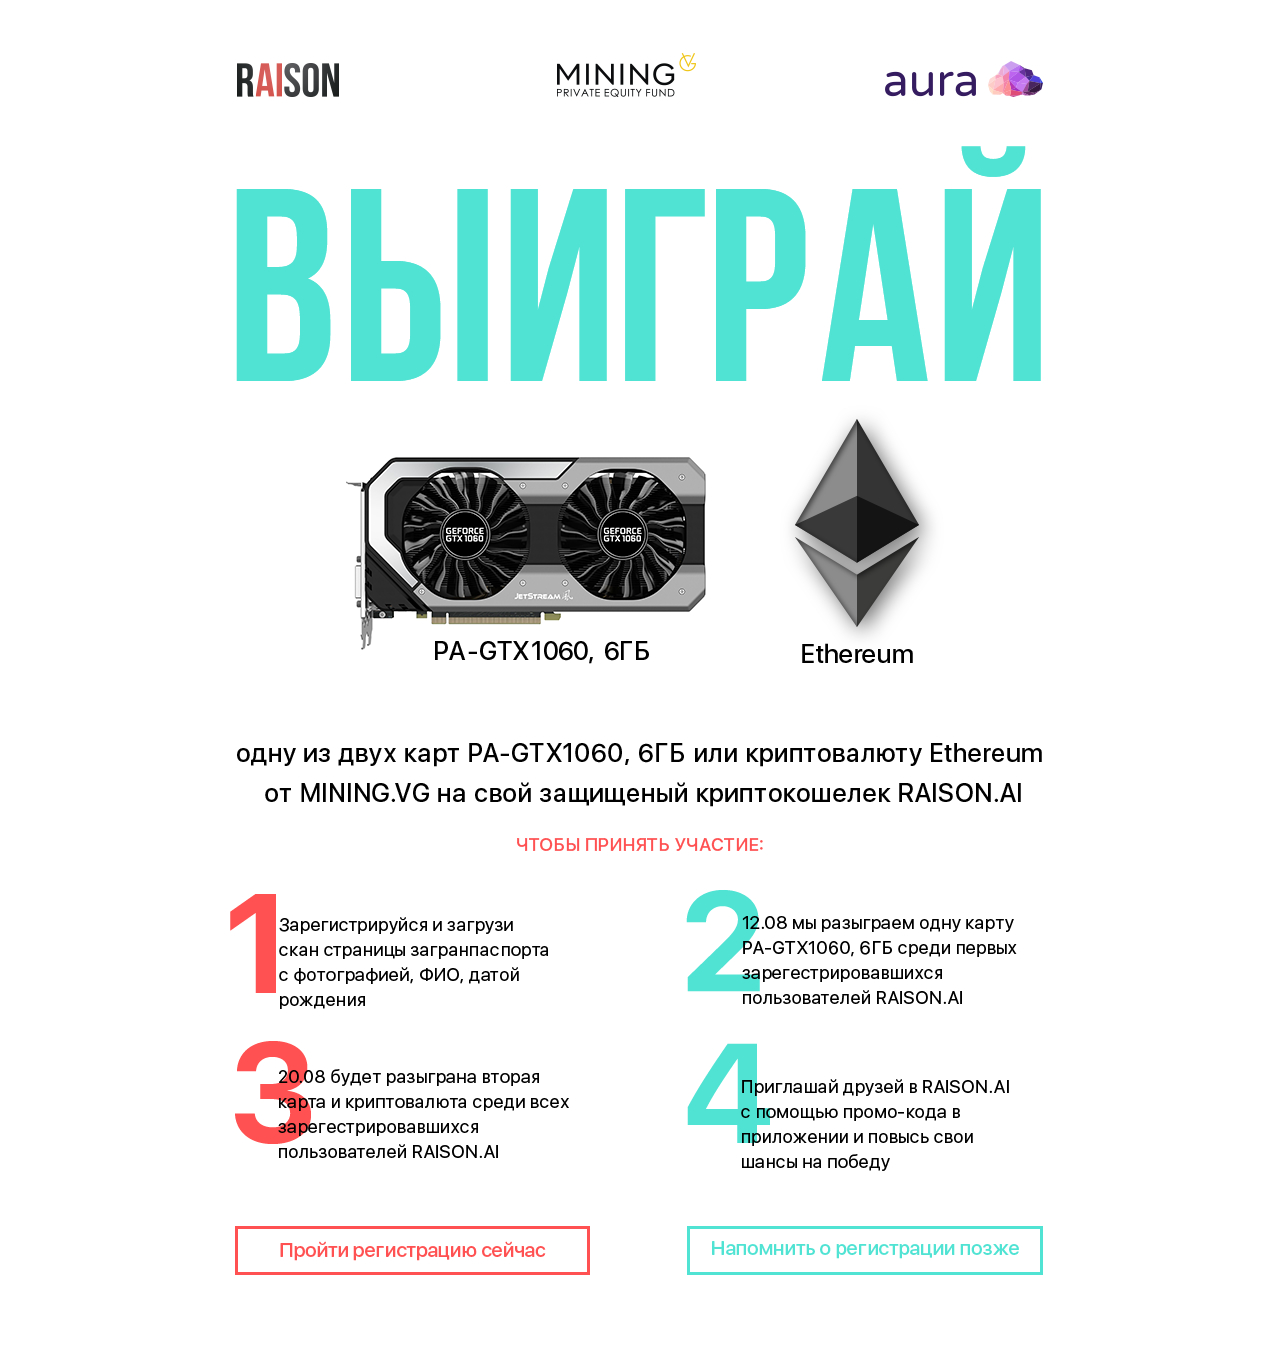 RAISON
MINING VG
PRIVATE EQUITY FUND
aura
ВЫИГРАЙ
GEFORCE
GTX 1060
GEFORCE
GTX 1060
JETSTREAM
PA-GTX1060, 6ГБ
Ethereum
одну из двух карт PA-GTX1060, 6ГБ или криптовалюту Ethereum
от MINING.VG на свой защищеный криптокошелек RAISON.AI
ЧТОБЫ ПРИНЯТЬ УЧАСТИЕ:
1
Зарегистрируйся и загрузи
скан страницы загранпаспорта
с фотографией, ФИО, датой
рождения
2
12.08 мы разыграем одну карту
PA-GTX1060, 6ГБ среди первых
зарегестрировавшихся
пользователей RAISON.AI
3
20.08 будет разыграна вторая
карта и криптовалюта среди всех
зарегестрировавшихся
пользователей RAISON.AI
4
Приглашай друзей в RAISON.AI
с помощью промо-кода в
приложении и повысь свои
шансы на победу
Пройти регистрацию сейчас
Напомнить о регистрации позже